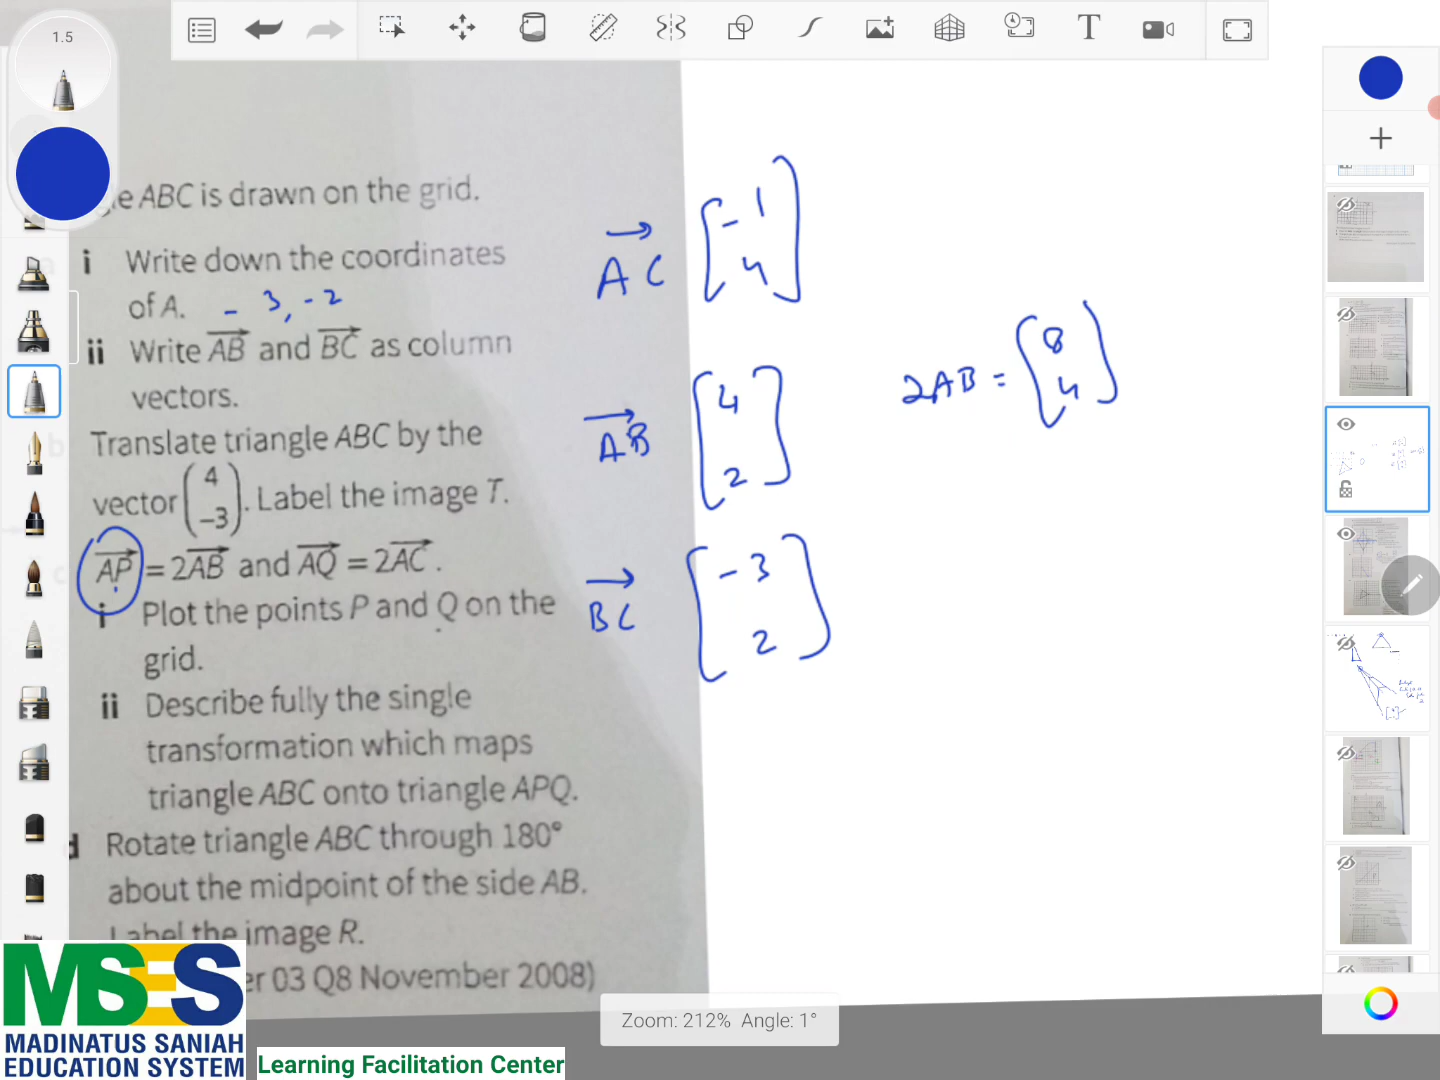 1.5
le ABC is drawn on the grid.
i Write down the coordinates
of A. - 3, -2
ii Write AB and BC as column
vectors.
Translate triangle ABC by the
vector (4 -3). Label the image T.
AP = 2AB and AQ = 2AC.
i Plot the points P and Q on the
grid.
ii Describe fully the single
transformation which maps
triangle ABC onto triangle APQ.
d Rotate triangle ABC through 180°
about the midpoint of the side AB.
Label the image R.
er 03 Q8 November 2008)
AC [-1 4]
AB [4 2]
2AB = (8 4)
BC [-3 2]
Zoom: 212% Angle: 1°
MSES
MADINATUS SANIAH
EDUCATION SYSTEM
Learning Facilitation Center